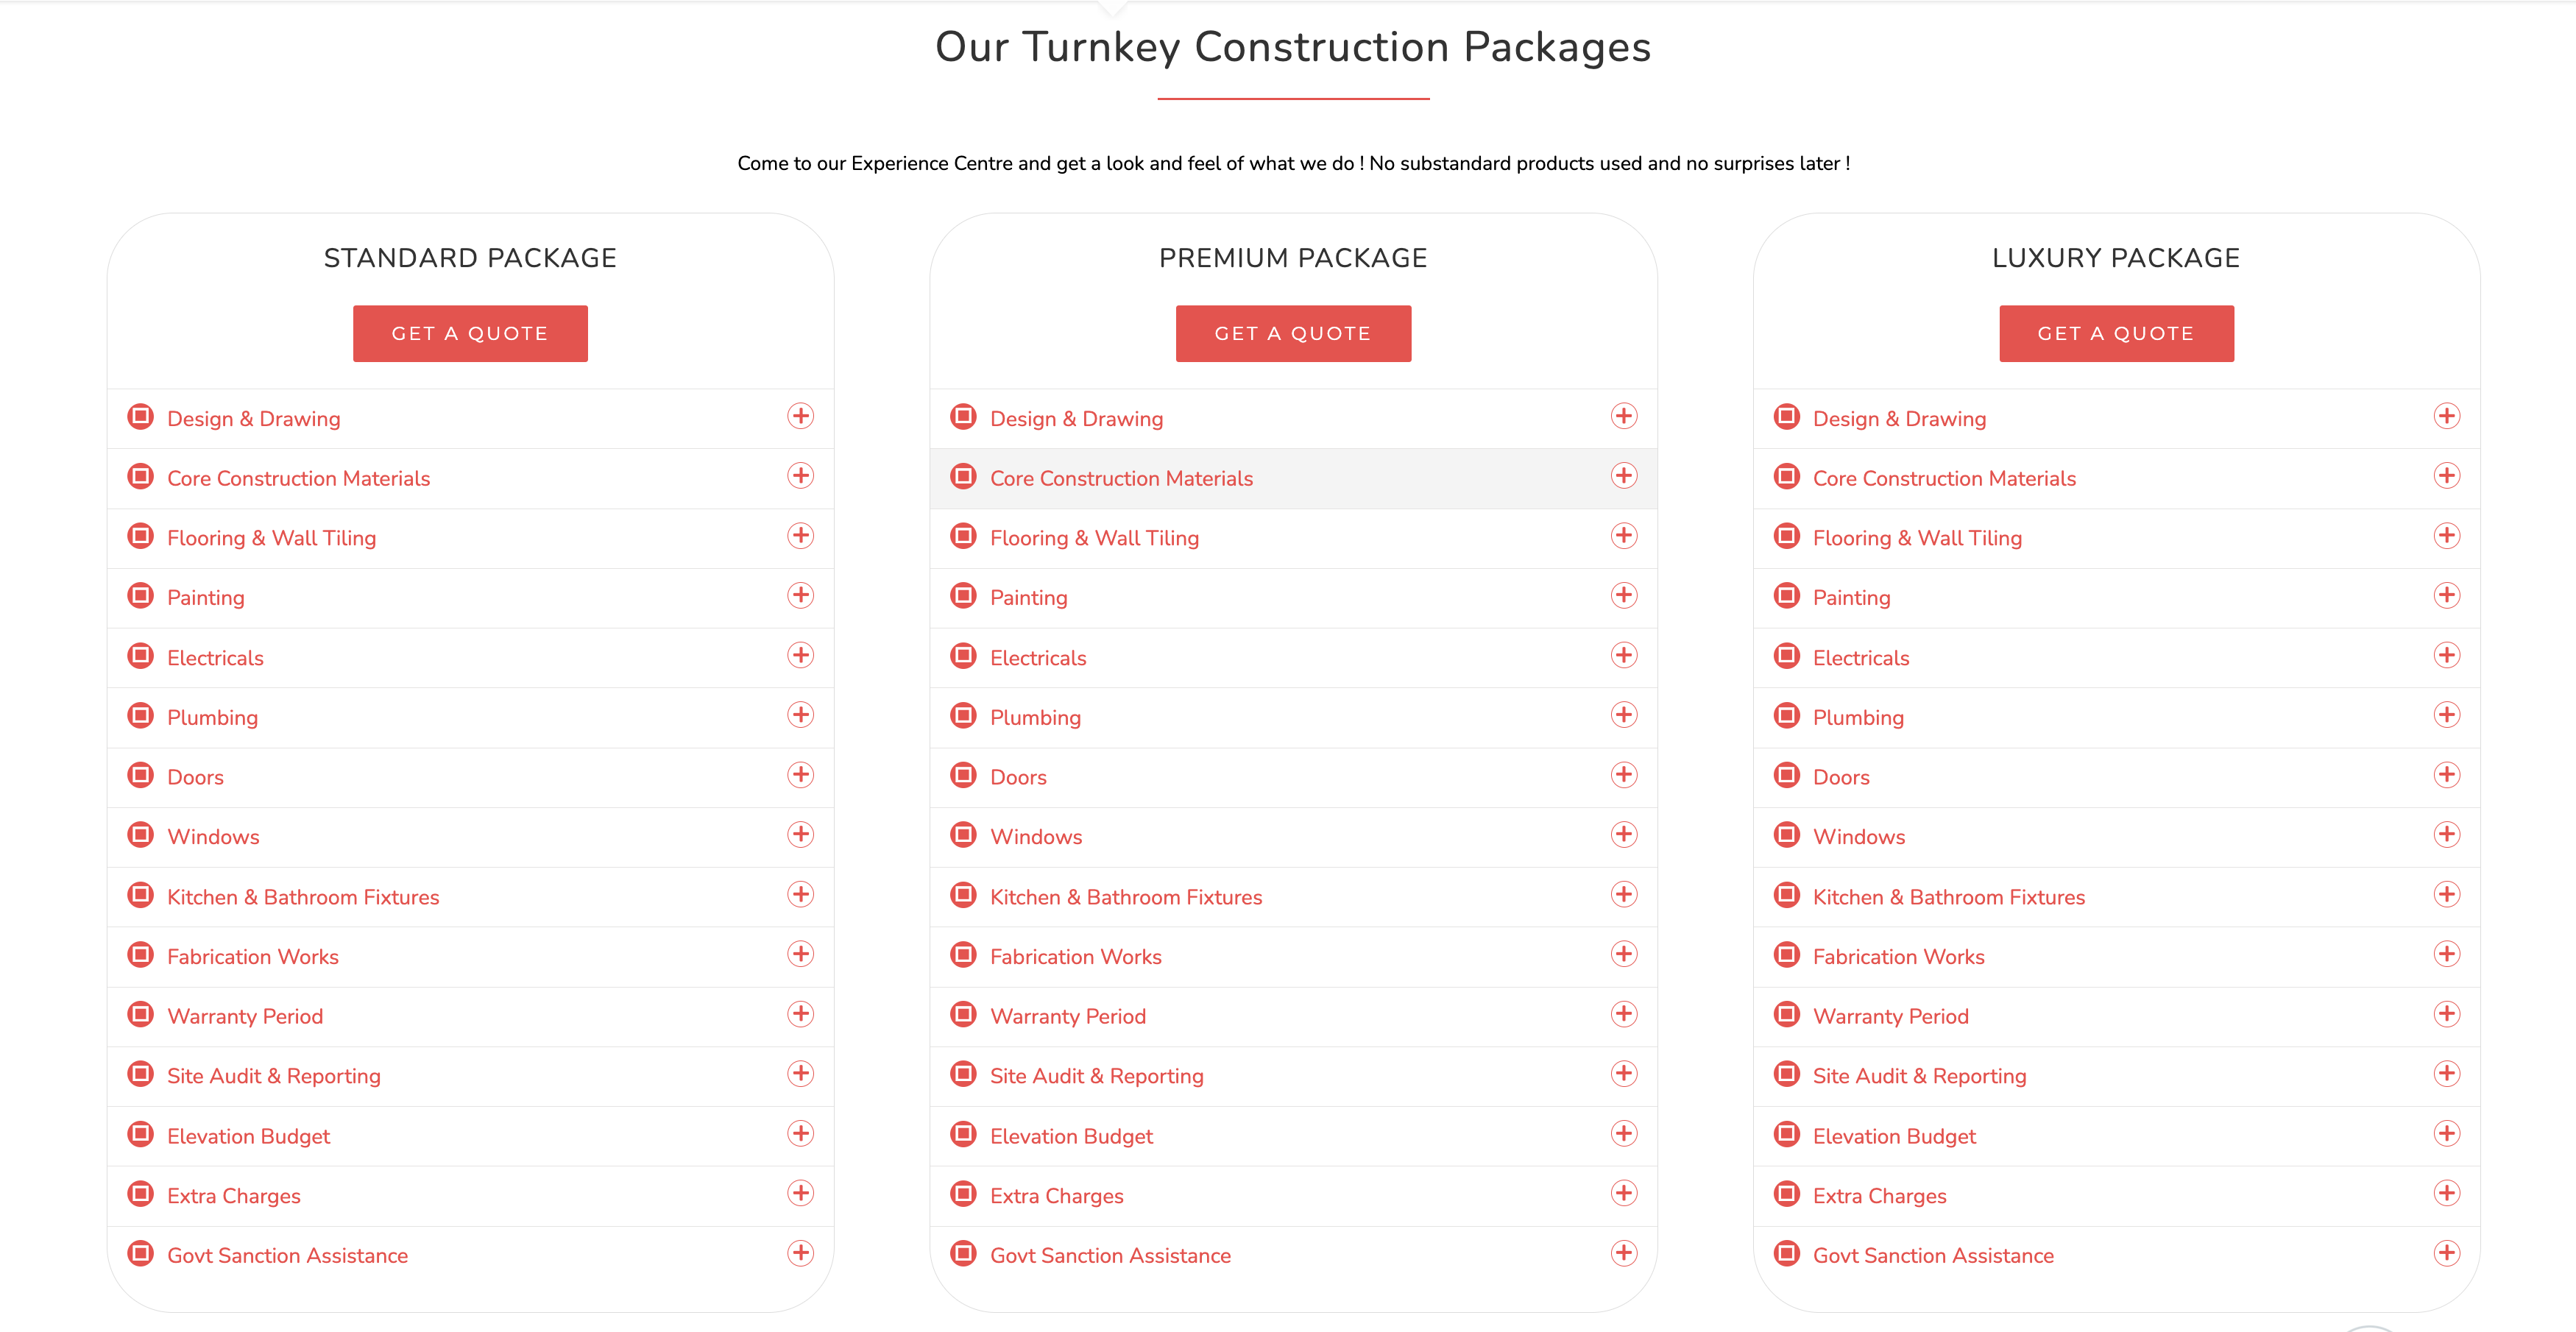 Our Turnkey Construction Packages
Come to our Experience Centre and get a look and feel of what we do ! No substandard products used and no surprises later !
STANDARD PACKAGE
GET A QUOTE
Design & Drawing
Core Construction Materials
Flooring & Wall Tiling
Painting
Electricals
Plumbing
Doors
Windows
Kitchen & Bathroom Fixtures
Fabrication Works
Warranty Period
Site Audit & Reporting
Elevation Budget
Extra Charges
Govt Sanction Assistance
PREMIUM PACKAGE
GET A QUOTE
Design & Drawing
Core Construction Materials
Flooring & Wall Tiling
Painting
Electricals
Plumbing
Doors
Windows
Kitchen & Bathroom Fixtures
Fabrication Works
Warranty Period
Site Audit & Reporting
Elevation Budget
Extra Charges
Govt Sanction Assistance
LUXURY PACKAGE
GET A QUOTE
Design & Drawing
Core Construction Materials
Flooring & Wall Tiling
Painting
Electricals
Plumbing
Doors
Windows
Kitchen & Bathroom Fixtures
Fabrication Works
Warranty Period
Site Audit & Reporting
Elevation Budget
Extra Charges
Govt Sanction Assistance